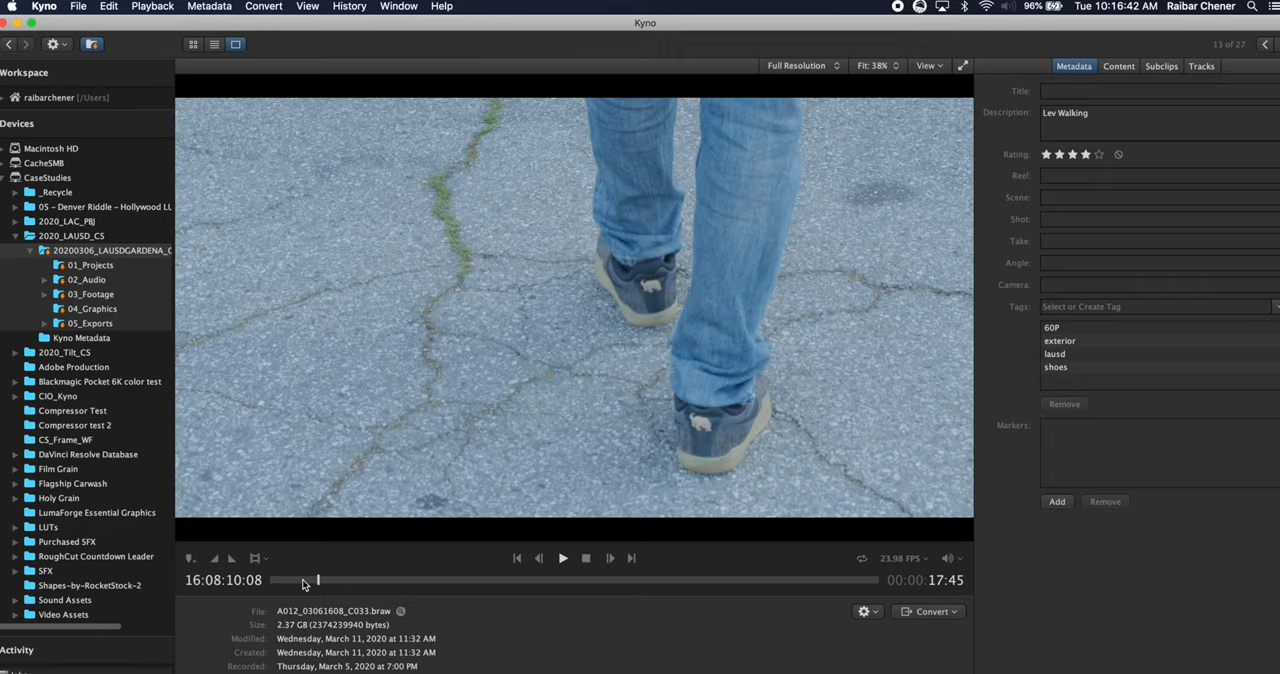 Kyno File Edit Playback Metadata Convert View History Window Help 96% Tue 10:16:42 AM Raibar Chener
Kyno
13 of 27
Workspace
raibarchener [/Users]
Devices
Macintosh HD
CacheSMB
CaseStudies
_Recycle
05 - Denver Riddle - Hollywood LU
2020_LAC_PBJ
2020_LAUSD_CS
20200306_LAUSDGARDENA_C
01_Projects
02_Audio
03_Footage
04_Graphics
05_Exports
Kyno Metadata
2020_Tilt_CS
Adobe Production
Blackmagic Pocket 6K color test
CIO_Kyno
Compressor Test
Compressor test 2
CS_Frame_WF
DaVinci Resolve Database
Film Grain
Flagship Carwash
Holy Grain
LumaForge Essential Graphics
LUTs
Purchased SFX
RoughCut Countdown Leader
SFX
Shapes-by-RocketStock-2
Sound Assets
Video Assets
Activity
Full Resolution Fit: 38% View
23.98 FPS
16:08:10:08 00:00:17:45
File: A012_03061608_C033.braw
Size: 2.37 GB (2374239940 bytes)
Modified: Wednesday, March 11, 2020 at 11:32 AM
Created: Wednesday, March 11, 2020 at 11:32 AM
Recorded: Thursday, March 5, 2020 at 7:00 PM
Convert
Metadata Content Subclips Tracks
Title:
Description: Lev Walking
Rating:
Reel:
Scene:
Shot:
Take:
Angle:
Camera:
Tags: Select or Create Tag
60P
exterior
lausd
shoes
Remove
Markers:
Add Remove